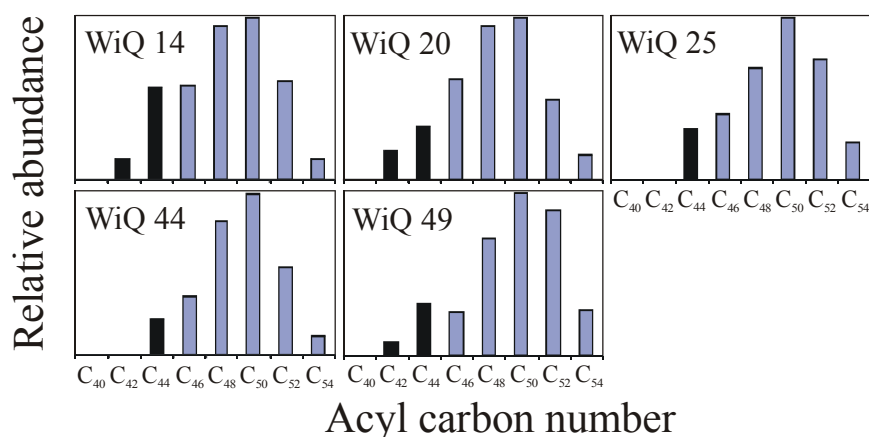 Relative abundance
WiQ 14
WiQ 20
WiQ 25
C₄₀ C₄₂ C₄₄ C₄₆ C₄₈ C₅₀ C₅₂ C₅₄
WiQ 44
WiQ 49
C₄₀ C₄₂ C₄₄ C₄₆ C₄₈ C₅₀ C₅₂ C₅₄
C₄₀ C₄₂ C₄₄ C₄₆ C₄₈ C₅₀ C₅₂ C₅₄
Acyl carbon number